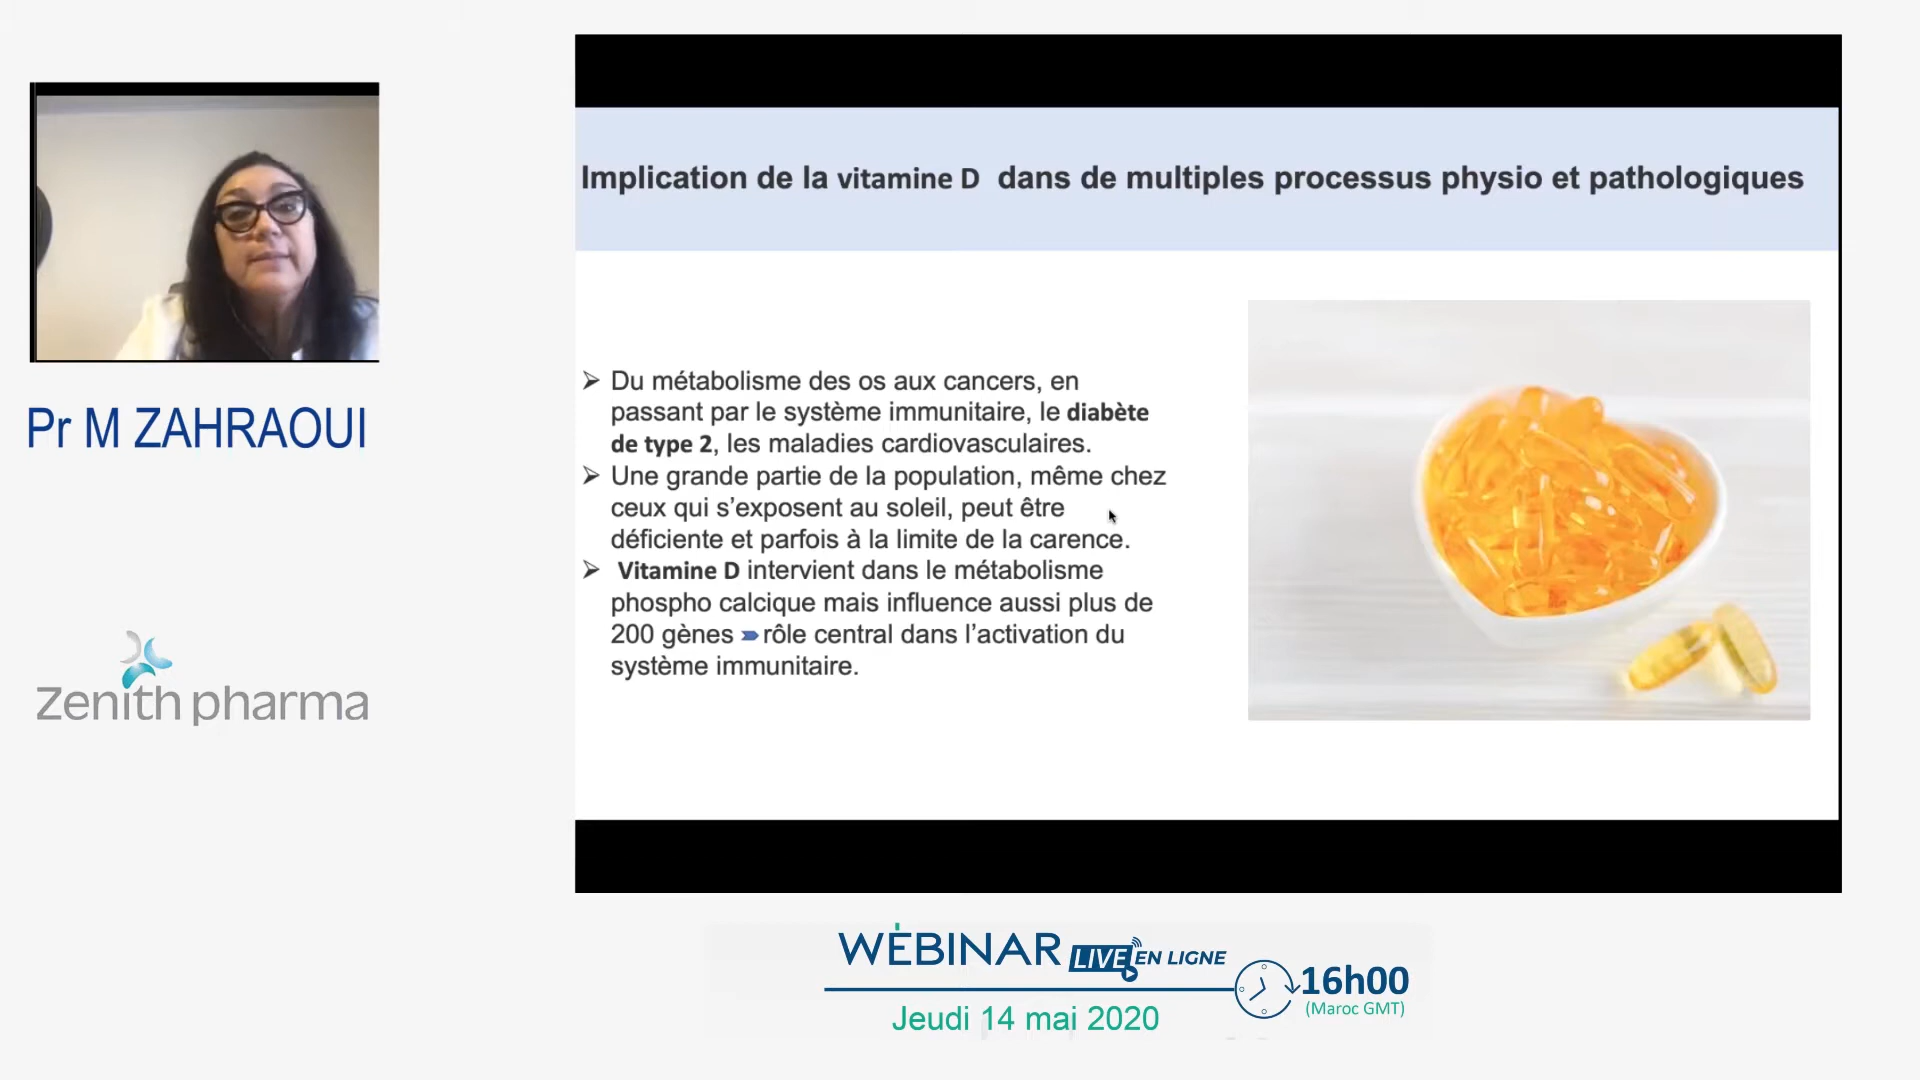 Implication de la vitamine D dans de multiples processus physio et pathologiques
➢ Du métabolisme des os aux cancers, en
passant par le système immunitaire, le diabète
de type 2, les maladies cardiovasculaires.
➢ Une grande partie de la population, même chez
ceux qui s’exposent au soleil, peut être
déficiente et parfois à la limite de la carence.
➢ Vitamine D intervient dans le métabolisme
phospho calcique mais influence aussi plus de
200 gènes rôle central dans l’activation du
système immunitaire.
Pr M ZAHRAOUI
Zenith pharma
WEBINAR LIVE EN LIGNE
16h00
(Maroc GMT)
Jeudi 14 mai 2020